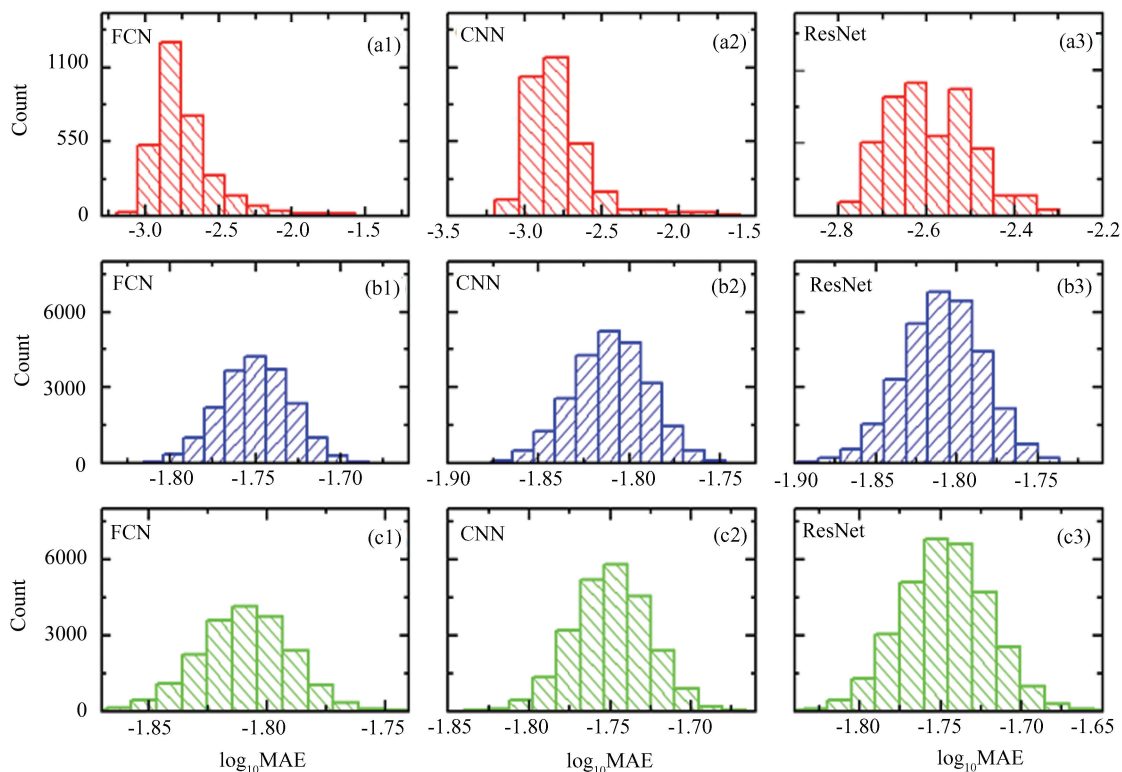 FCN (a1) CNN (a2) ResNet (a3)
1100
550
0
Count
-3.0 -2.5 -2.0 -1.5 -3.5 -3.0 -2.5 -2.0 -1.5 -2.8 -2.6 -2.4 -2.2
FCN (b1) CNN (b2) ResNet (b3)
6000
3000
0
Count
-1.80 -1.75 -1.70 -1.90 -1.85 -1.80 -1.75 -1.90 -1.85 -1.80 -1.75
FCN (c1) CNN (c2) ResNet (c3)
6000
3000
0
Count
-1.85 -1.80 -1.80 -1.75 -1.70 -1.80 -1.75 -1.70 -1.65
log₁₀MAE log₁₀MAE log₁₀MAE